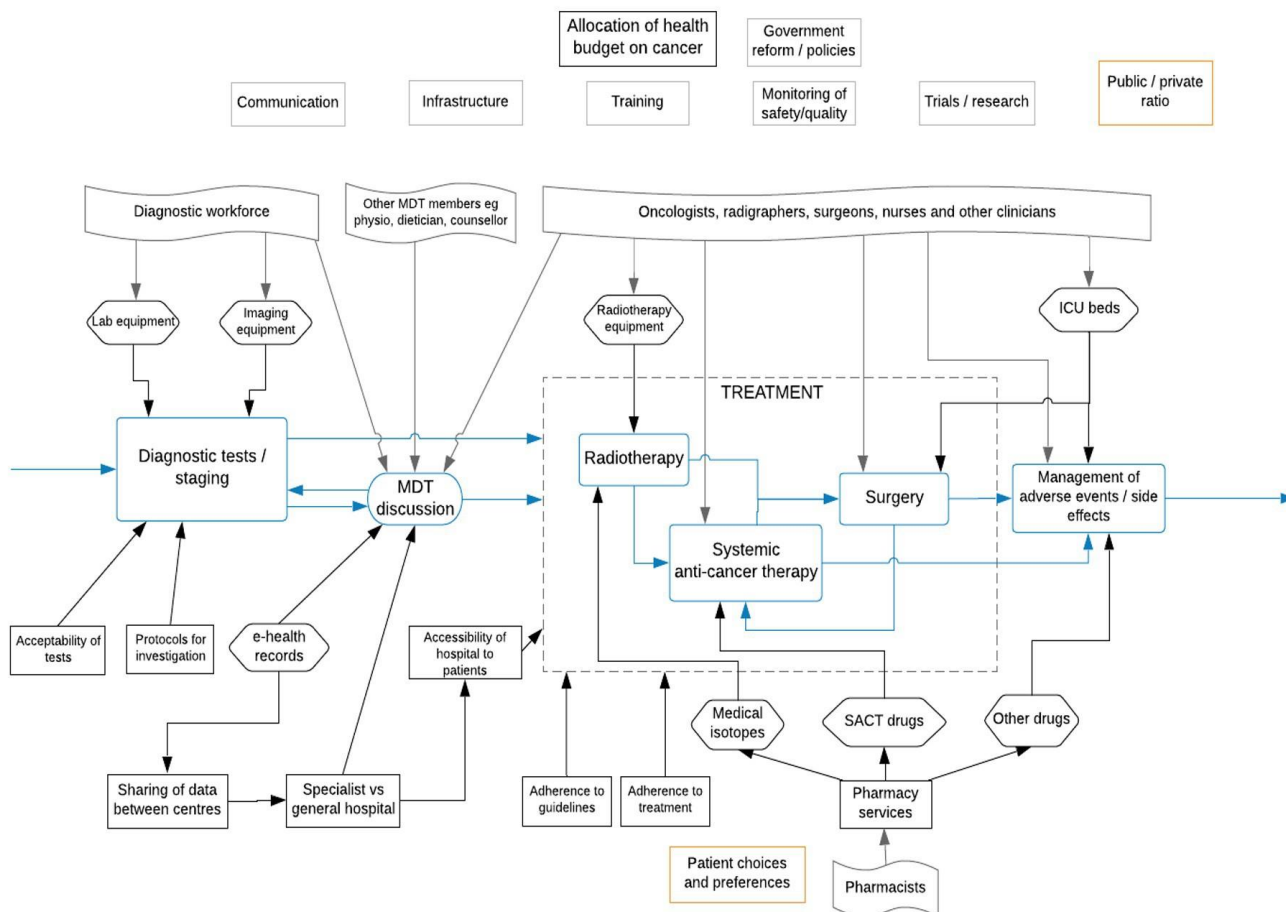 Allocation of health
budget on cancer
Government
reform / policies
Communication
Infrastructure
Training
Monitoring of
safety/quality
Trials / research
Public / private
ratio
Diagnostic workforce
Other MDT members eg
physio, dietician, counsellor
Oncologists, radigraphers, surgeons, nurses and other clinicians
Lab equipment
Imaging
equipment
Radiotherapy
equipment
ICU beds
TREATMENT
Diagnostic tests /
staging
MDT
discussion
Radiotherapy
Systemic
anti-cancer therapy
Surgery
Management of
adverse events / side
effects
Acceptability of
tests
Protocols for
investigation
e-health
records
Accessibility of
hospital to
patients
Medical
isotopes
SACT drugs
Other drugs
Sharing of data
between centres
Specialist vs
general hospital
Adherence to
guidelines
Adherence to
treatment
Pharmacy
services
Patient choices
and preferences
Pharmacists